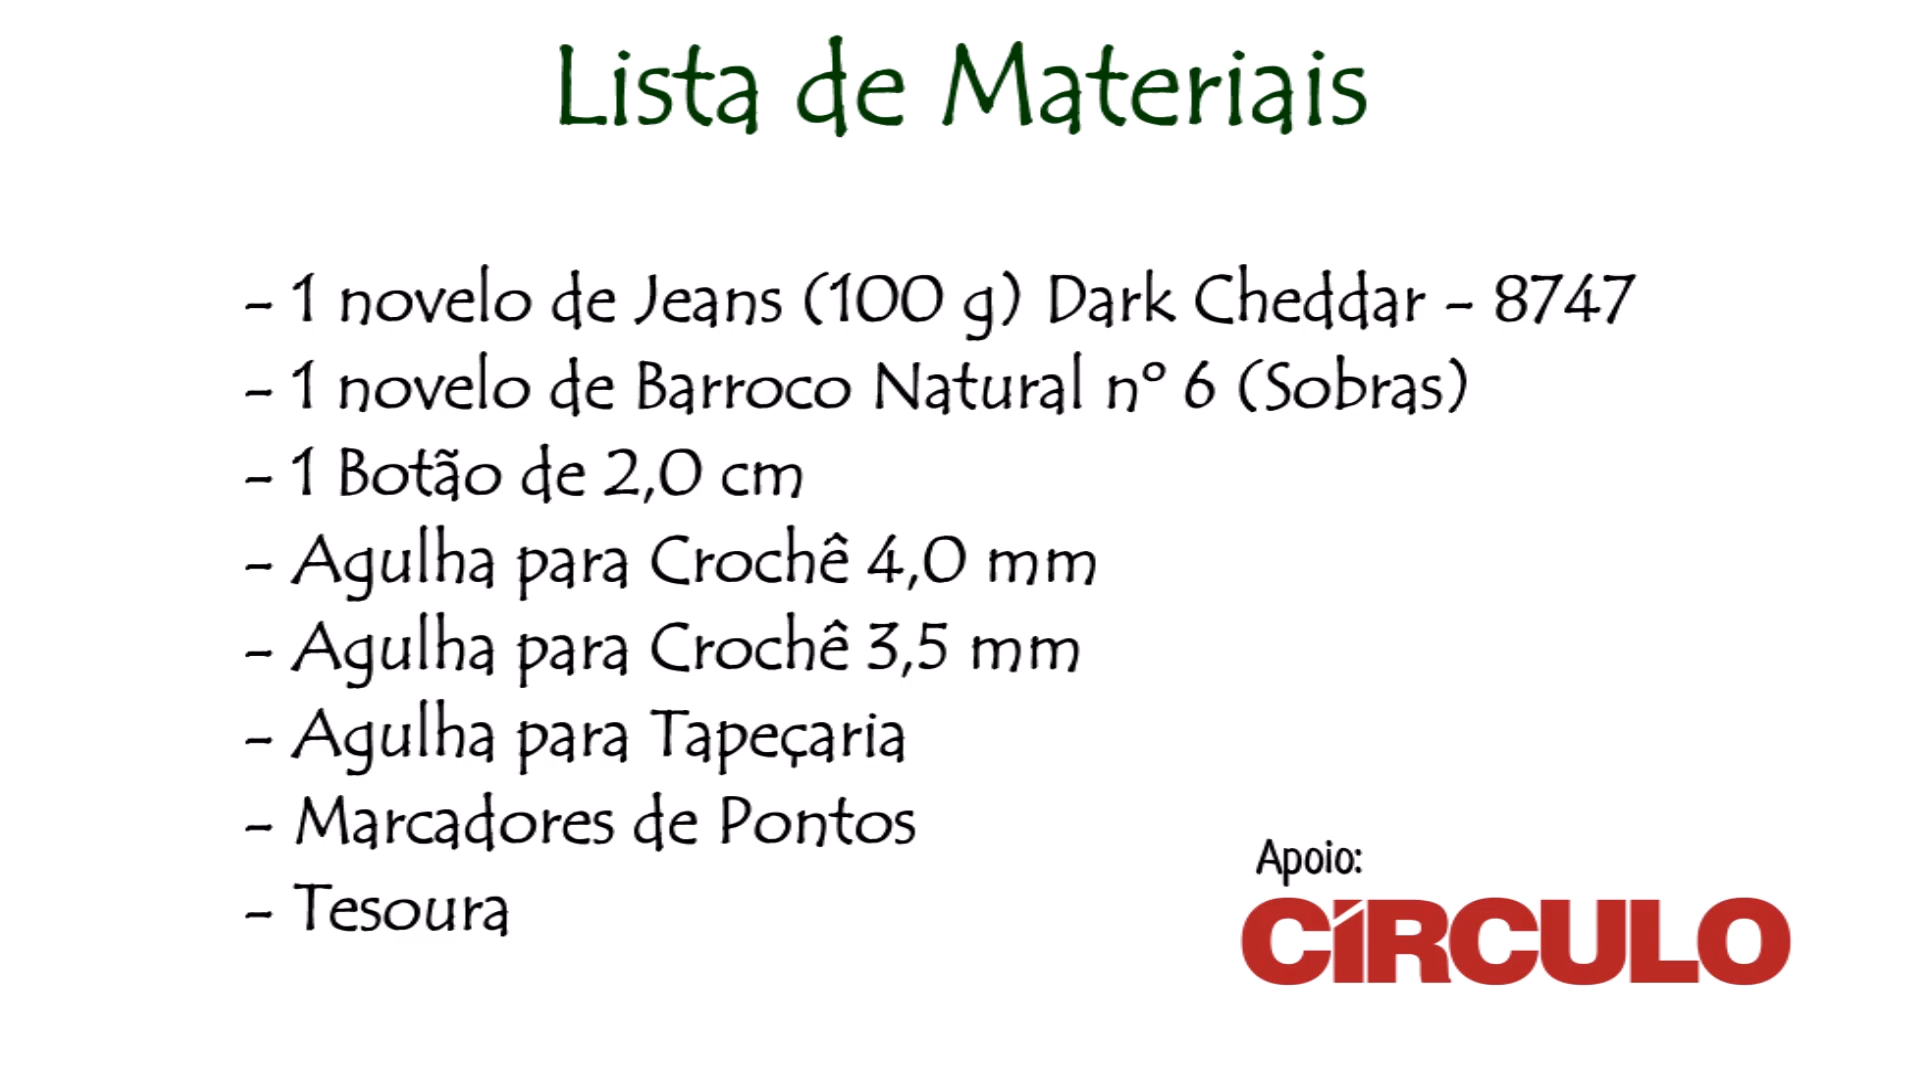 Lista de Materiais
- 1 novelo de Jeans (100 g) Dark Cheddar - 8747
- 1 novelo de Barroco Natural nº 6 (Sobras)
- 1 Botão de 2,0 cm
- Agulha para Crochê 4,0 mm
- Agulha para Crochê 3,5 mm
- Agulha para Tapeçaria
- Marcadores de Pontos
- Tesoura
Apoio:
CÍRCULO